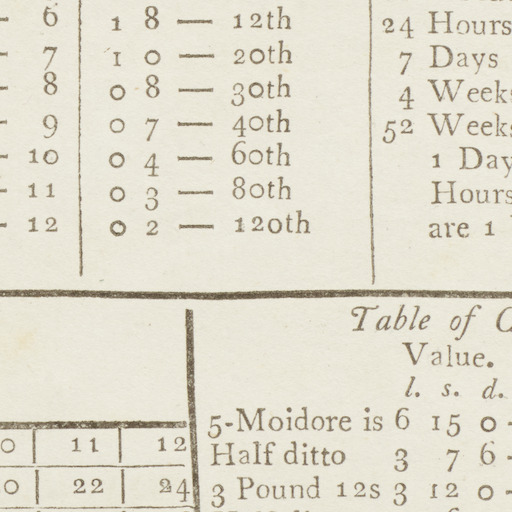 6 1 8 — 12th 24 Hours
7 1 0 — 20th 7 Days
8 0 8 — 30th 4 Weeks
9 0 7 — 40th 52 Weeks
10 0 4 — 60th 1 Day
11 0 3 — 80th Hours
12 0 2 — 120th are 1
Table of
Value.
l. s. d.
5-Moidore is 6 15 0
11 12
Half ditto 3 7 6
22 24
3 Pound 12s 3 12 0